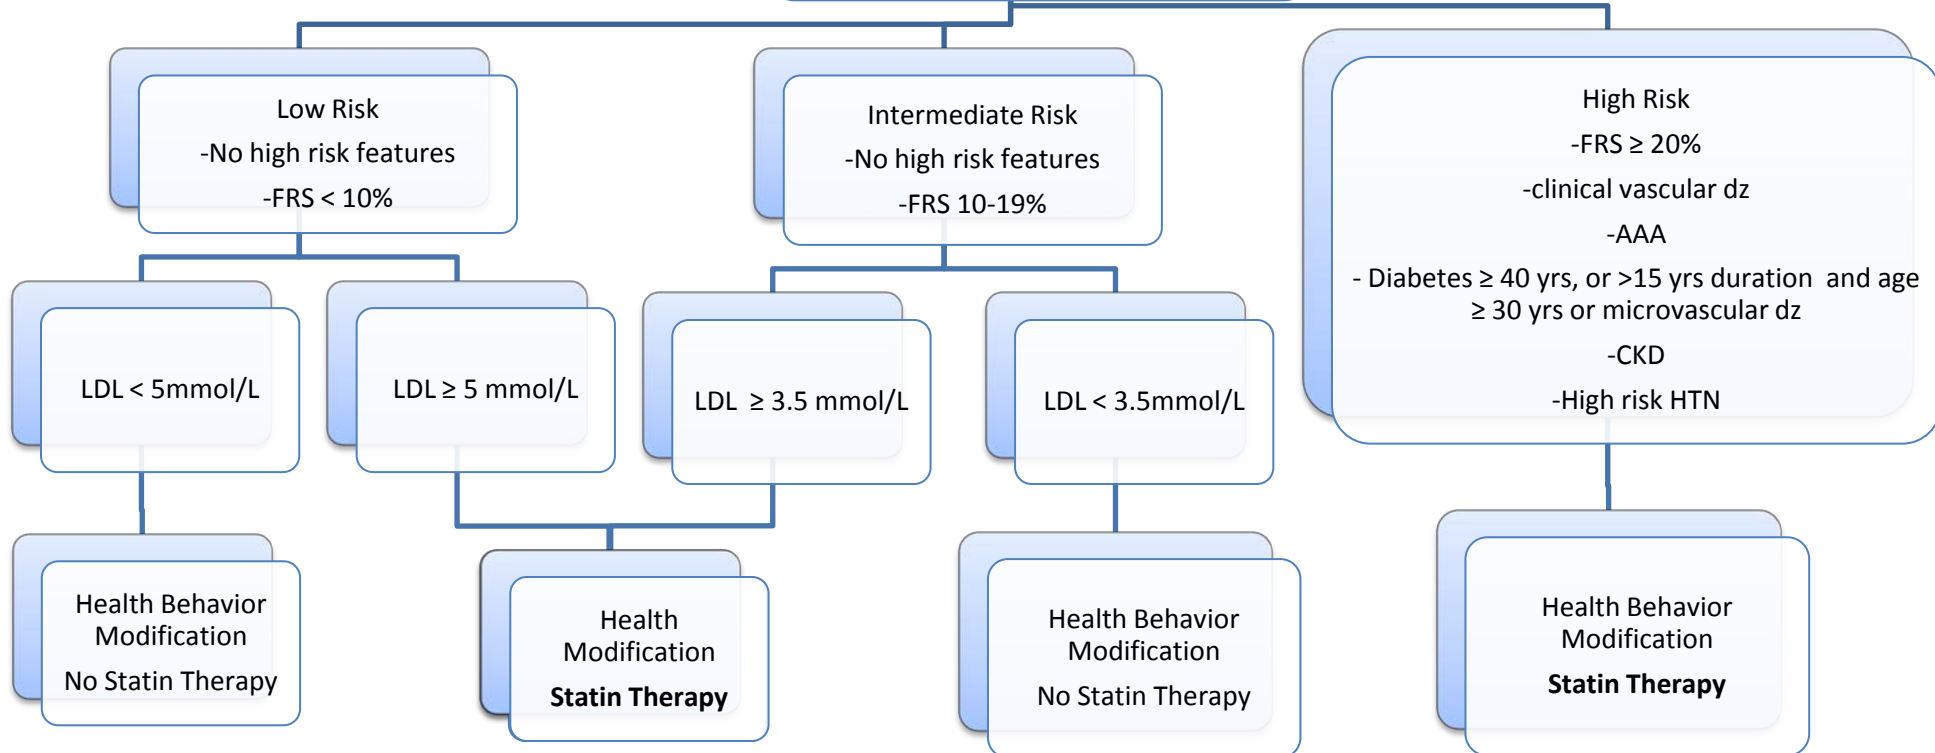 Low Risk
-No high risk features
-FRS < 10%
Intermediate Risk
-No high risk features
-FRS 10-19%
High Risk
-FRS ≥ 20%
-clinical vascular dz
-AAA
- Diabetes ≥ 40 yrs, or >15 yrs duration and age
≥ 30 yrs or microvascular dz
-CKD
-High risk HTN
LDL < 5mmol/L
LDL ≥ 5 mmol/L
LDL ≥ 3.5 mmol/L
LDL < 3.5mmol/L
Health Behavior
Modification
No Statin Therapy
Health
Modification
Statin Therapy
Health Behavior
Modification
No Statin Therapy
Health Behavior
Modification
Statin Therapy